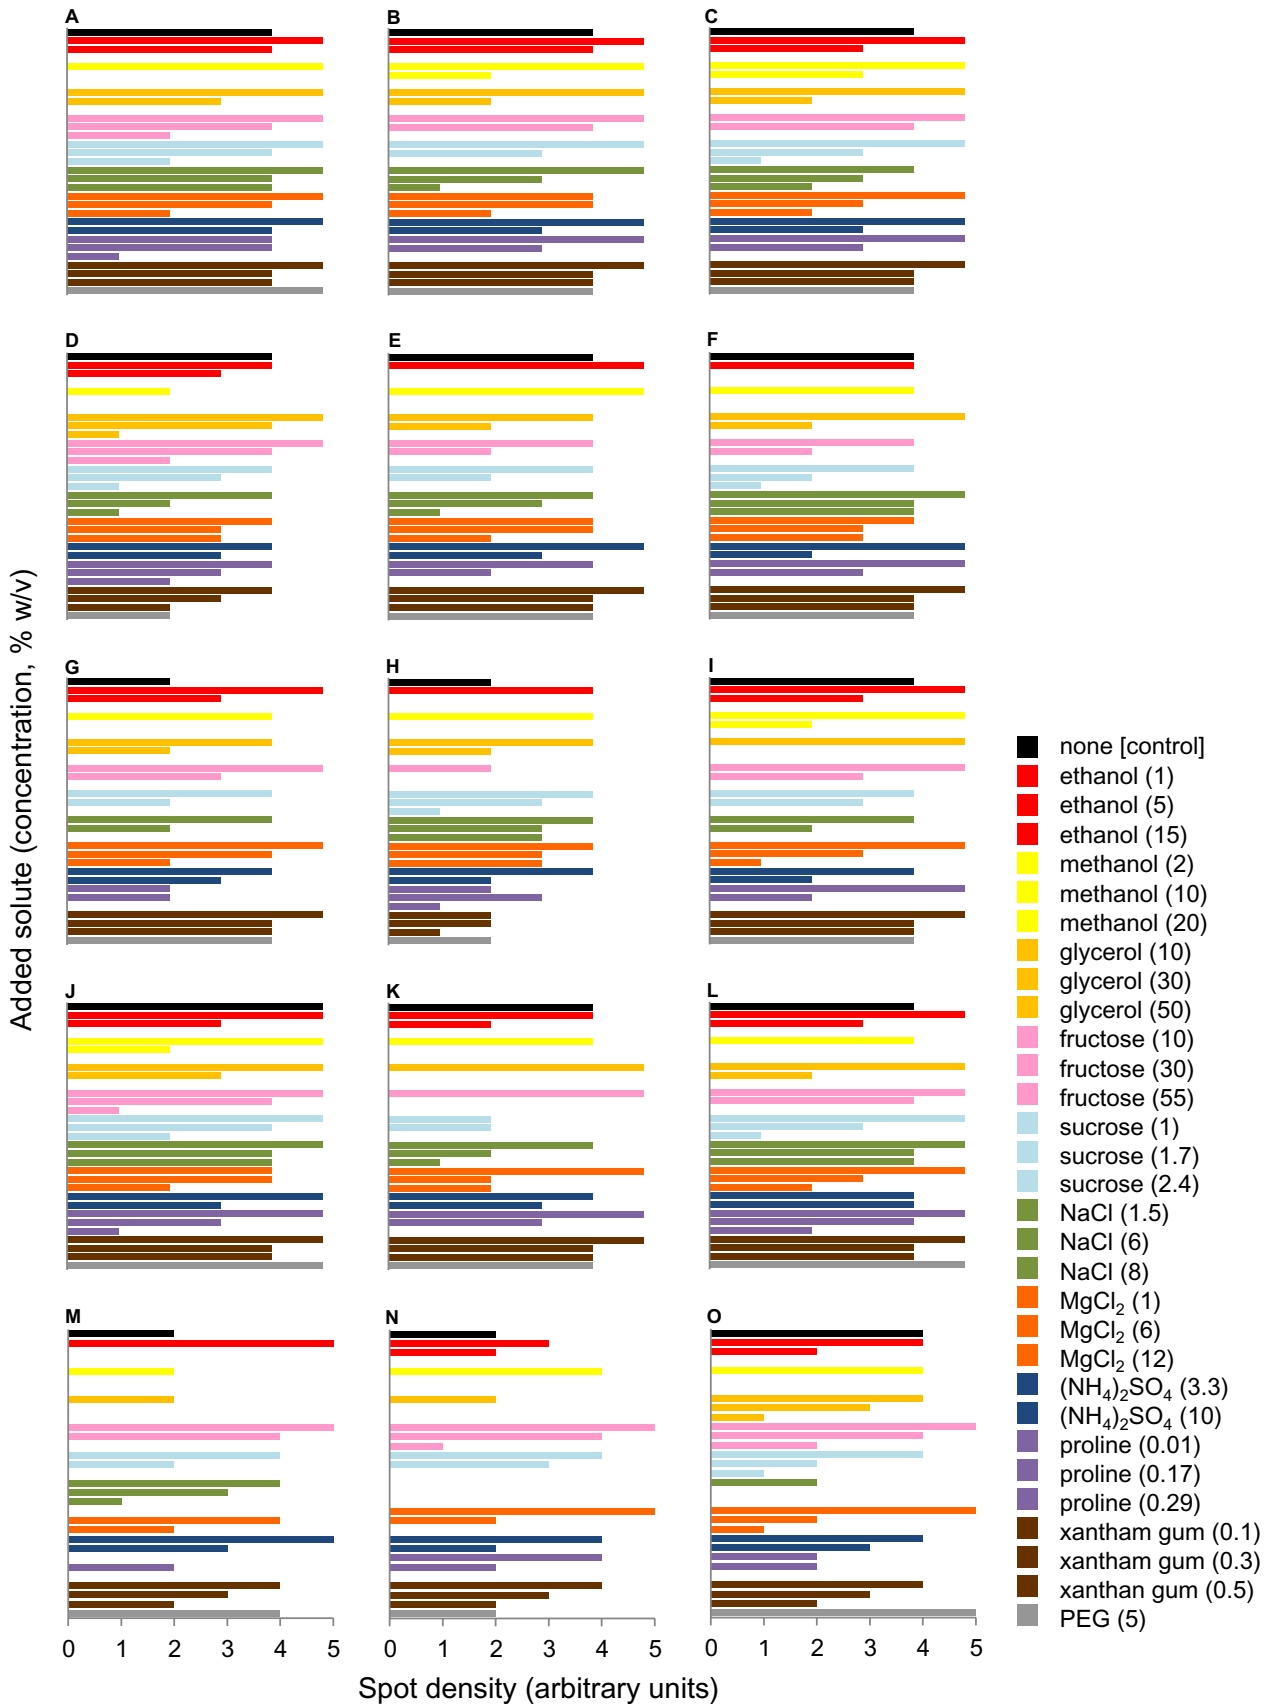 A
B
C
D
E
F
G
H
I
J
K
L
M
N
O
Added solute (concentration, % w/v)
none [control]
ethanol (1)
ethanol (5)
ethanol (15)
methanol (2)
methanol (10)
methanol (20)
glycerol (10)
glycerol (30)
glycerol (50)
fructose (10)
fructose (30)
fructose (55)
sucrose (1)
sucrose (1.7)
sucrose (2.4)
NaCl (1.5)
NaCl (6)
NaCl (8)
MgCl₂ (1)
MgCl₂ (6)
MgCl₂ (12)
(NH₄)₂SO₄ (3.3)
(NH₄)₂SO₄ (10)
proline (0.01)
proline (0.17)
proline (0.29)
xantham gum (0.1)
xantham gum (0.3)
xanthan gum (0.5)
PEG (5)
0 1 2 3 4 5
0 1 2 3 4 5
0 1 2 3 4 5
Spot density (arbitrary units)